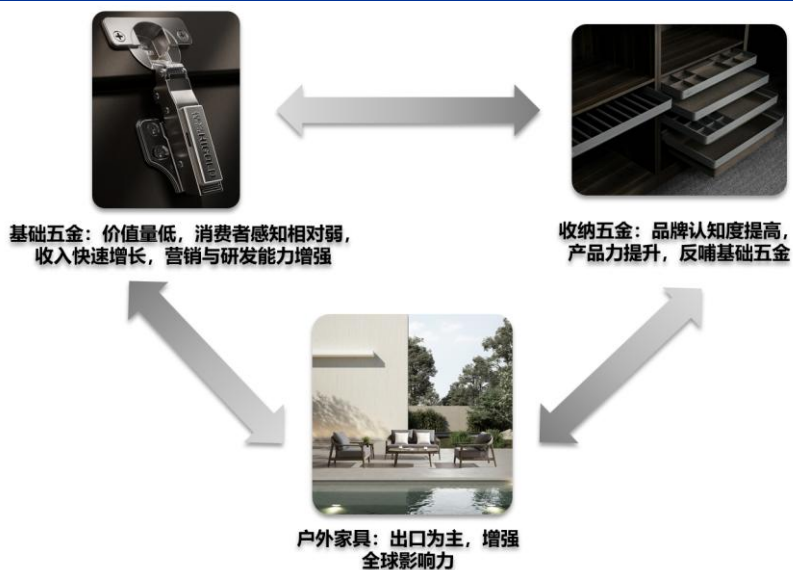 基础五金：价值量低，消费者感知相对弱，
收入快速增长，营销与研发能力增强
收纳五金：品牌认知度提高，
产品力提升，反哺基础五金
户外家具：出口为主，增强
全球影响力